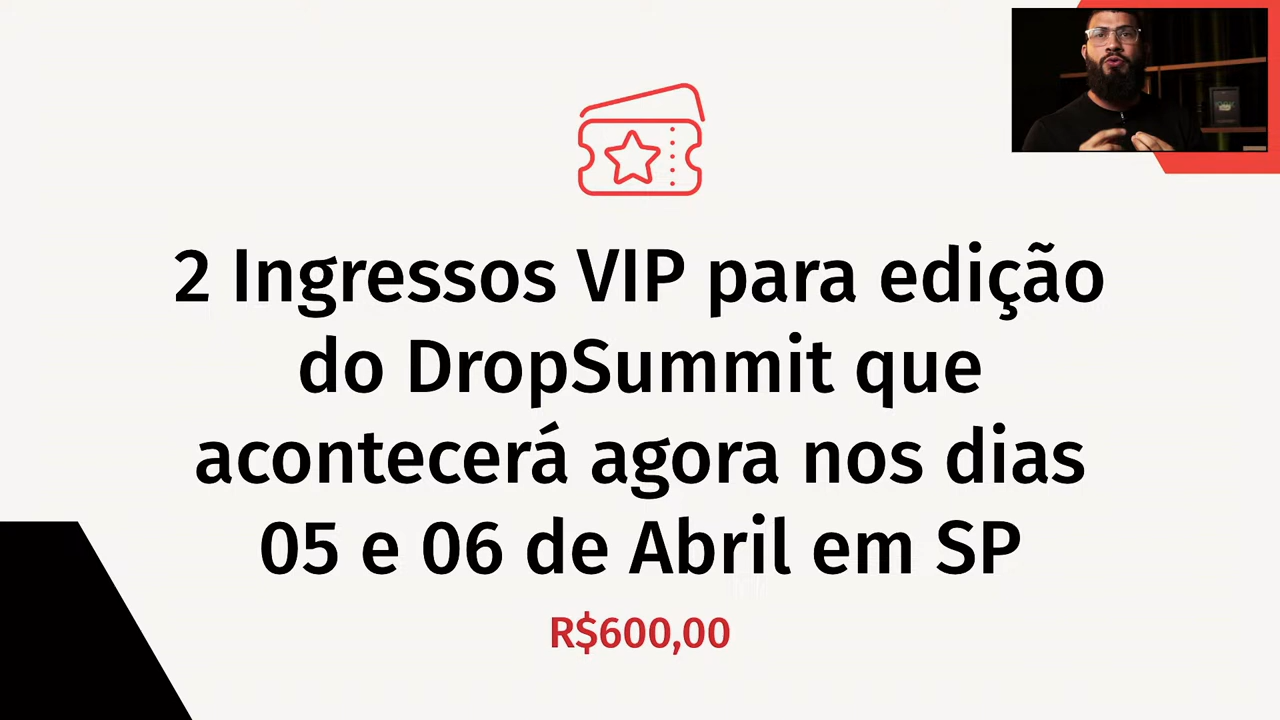 2 Ingressos VIP para edição
do DropSummit que
acontecerá agora nos dias
05 e 06 de Abril em SP
R$600,00